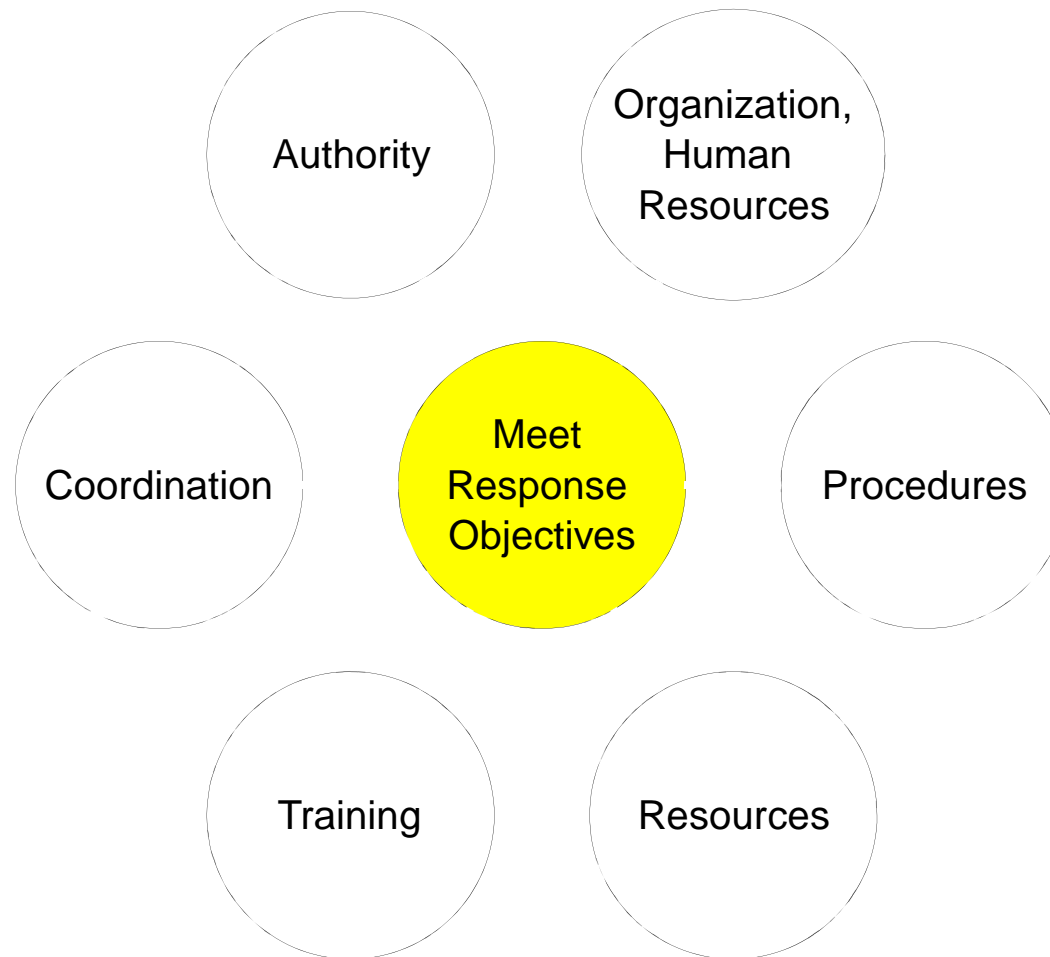 Authority
Organization,
Human
Resources
Coordination
Meet
Response
Objectives
Procedures
Training
Resources